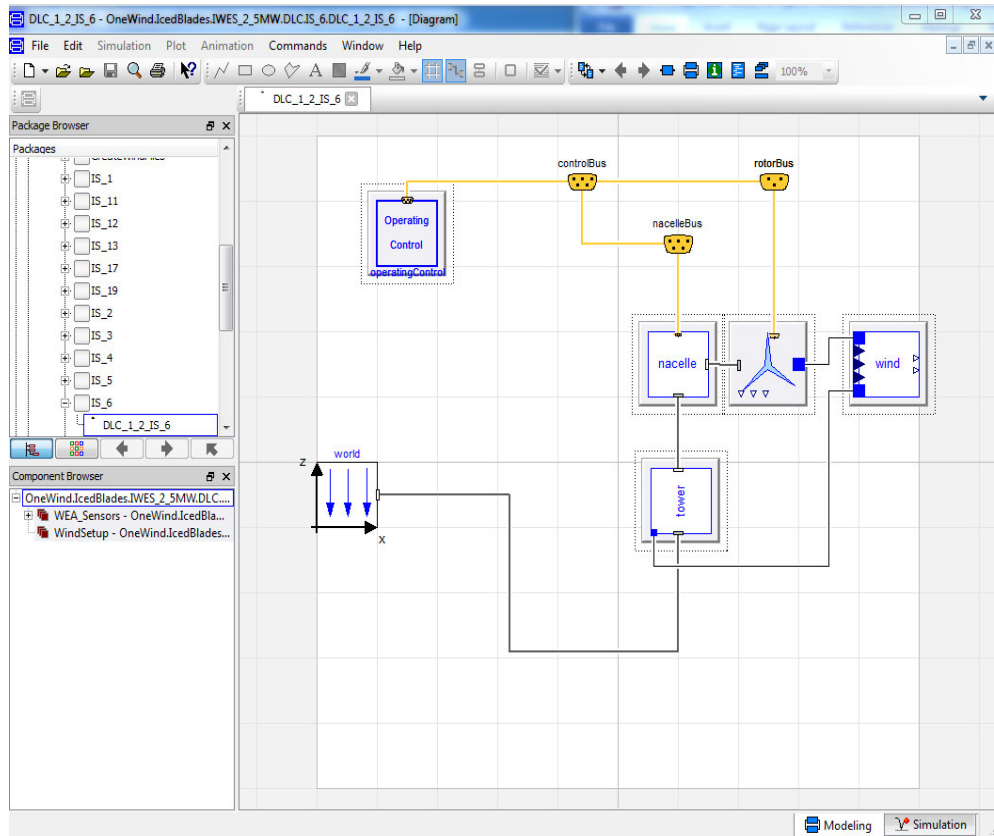 DLC_1_2_IS_6 - OneWind.IcedBlades.IWES_2_5MW.DLC.IS_6.DLC_1_2_IS_6 - [Diagram]
File Edit Simulation Plot Animation Commands Window Help
A 100%
DLC_1_2_IS_6
Package Browser
Packages
IS_1
IS_11
IS_12
IS_13
IS_17
IS_19
IS_2
IS_3
IS_4
IS_5
IS_6
DLC_1_2_IS_6
Component Browser
OneWind.IcedBlades.IWES_2_5MW.DLC....
WEA_Sensors - OneWind.IcedBla...
WindSetup - OneWind.IcedBlades...
controlBus rotorBus
Operating
Control
operatingControl
nacelleBus
nacelle wind
world
z
x
tower
Modeling Simulation